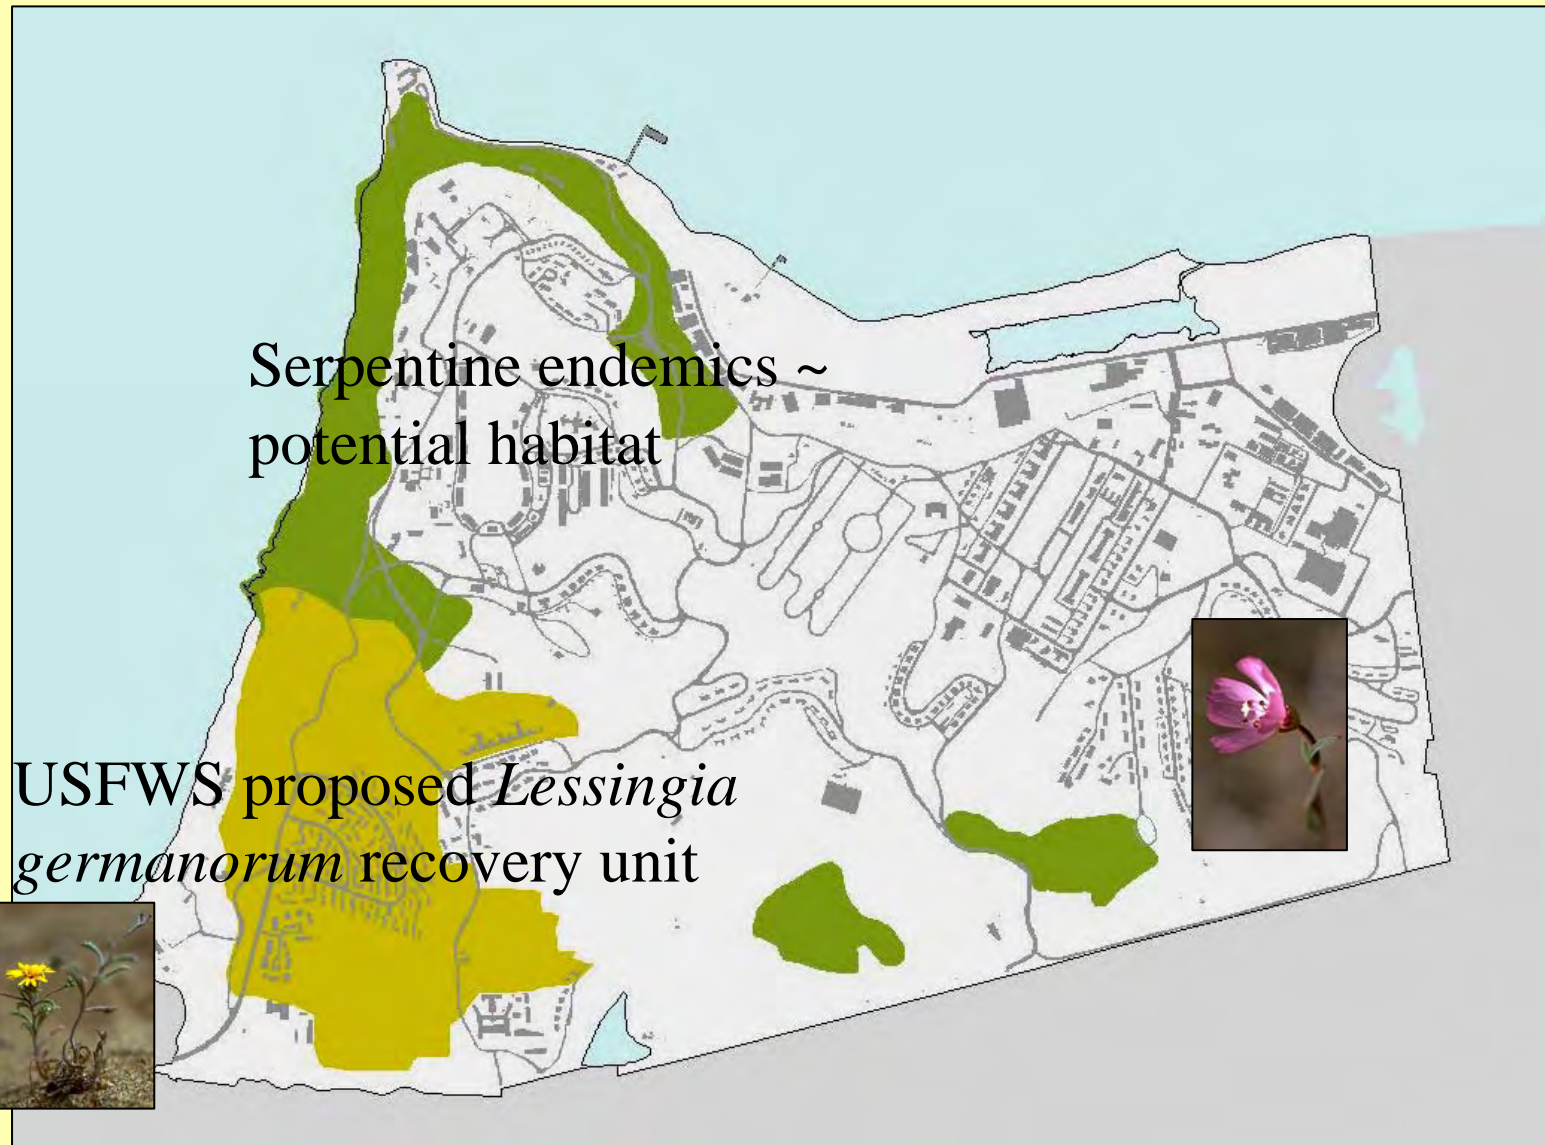 Serpentine endemics ~
potential habitat
USFWS proposed Lessingia
germanorum recovery unit